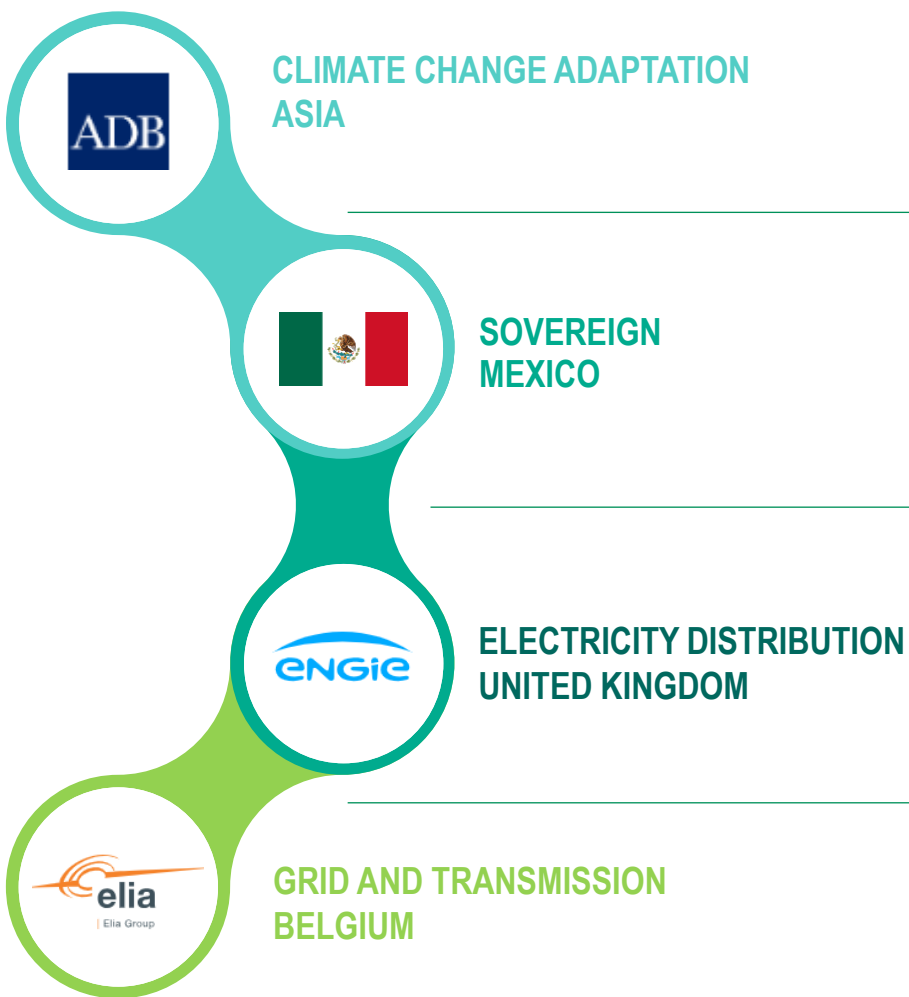 ADB
CLIMATE CHANGE ADAPTATION
ASIA
SOVEREIGN
MEXICO
ENGIE
ELECTRICITY DISTRIBUTION
UNITED KINGDOM
elia
| Elia Group
GRID AND TRANSMISSION
BELGIUM